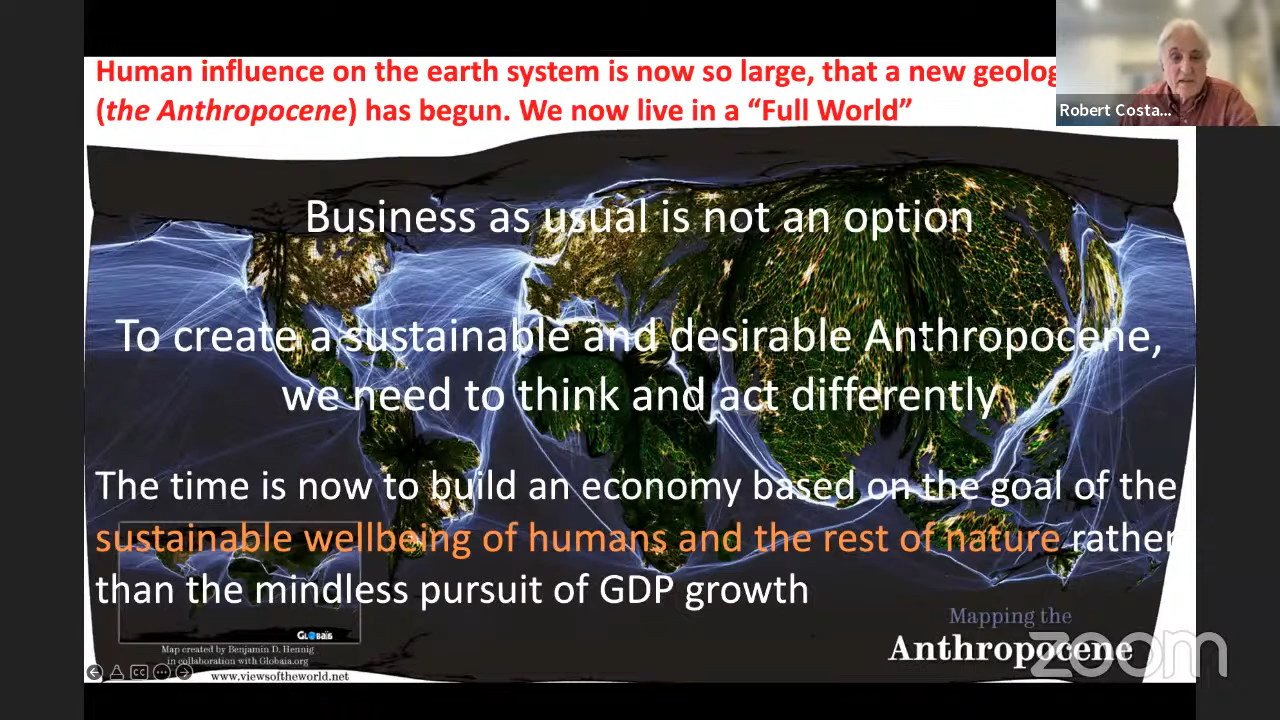 Human influence on the earth system is now so large, that a new geolog
(the Anthropocene) has begun. We now live in a “Full World”
Robert Costa...
Business as usual is not an option
To create a sustainable and desirable Anthropocene,
we need to think and act differently
The time is now to build an economy based on the goal of the
sustainable wellbeing of humans and the rest of nature rather
than the mindless pursuit of GDP growth
Mapping the
Anthropocene
zoom
Globaïa
Map created by Benjamin D. Hennig
in collaboration with Globaia.org
www.viewsoftheworld.net
CC